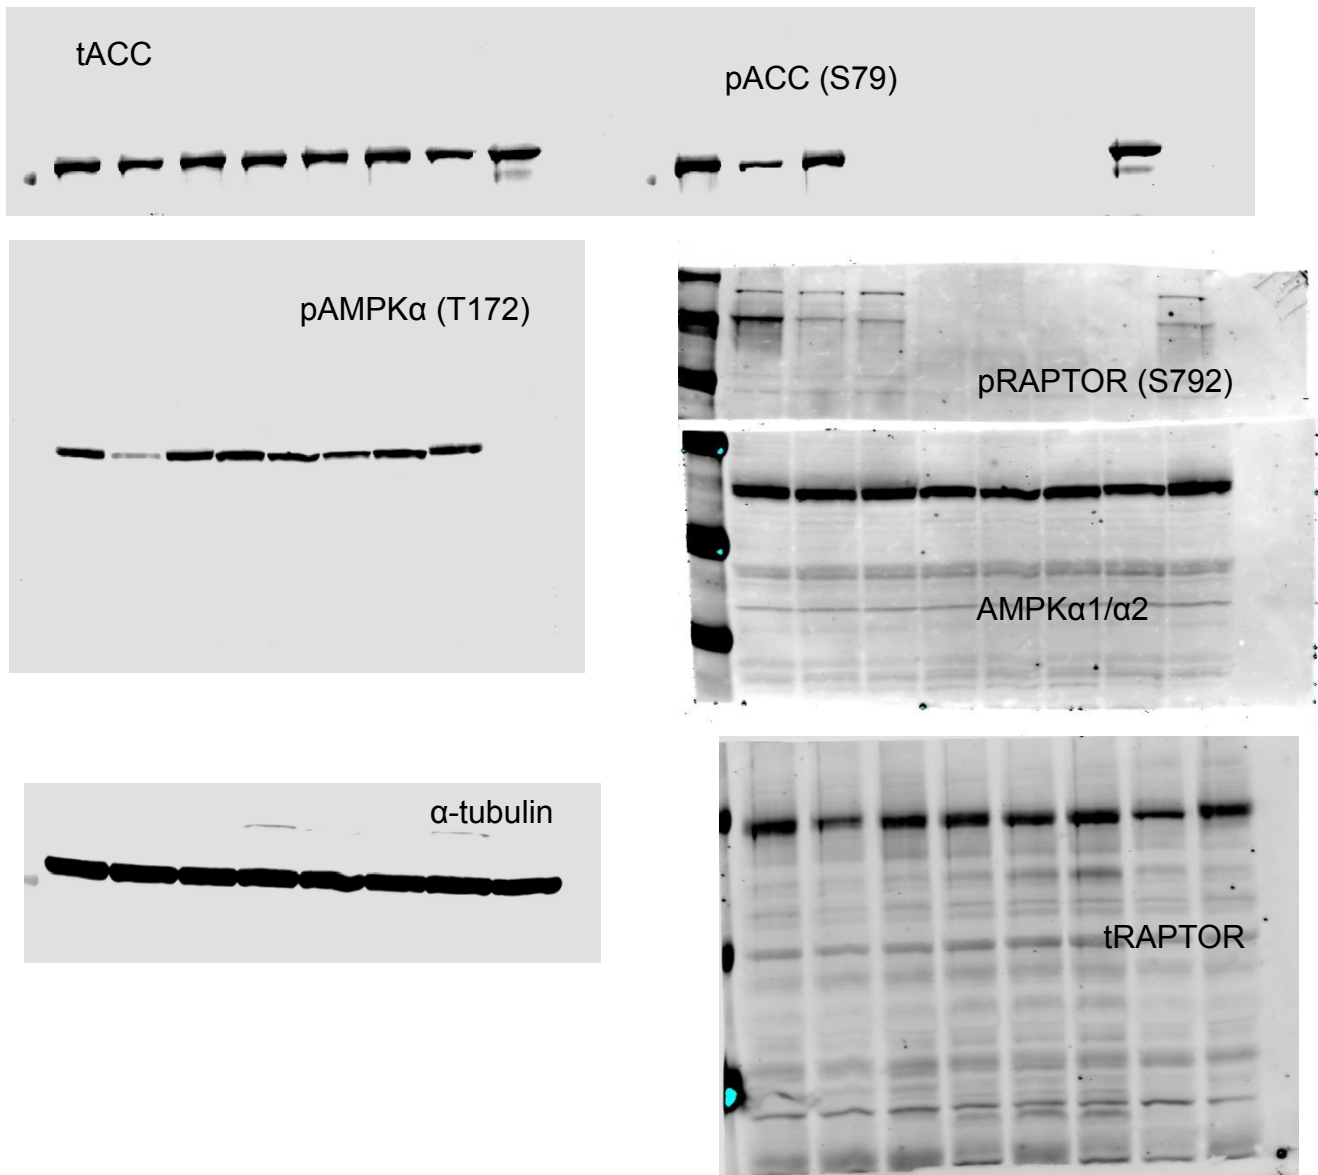 tACC
pACC (S79)
pAMPKα (T172)
pRAPTOR (S792)
AMPKα1/α2
α-tubulin
tRAPTOR